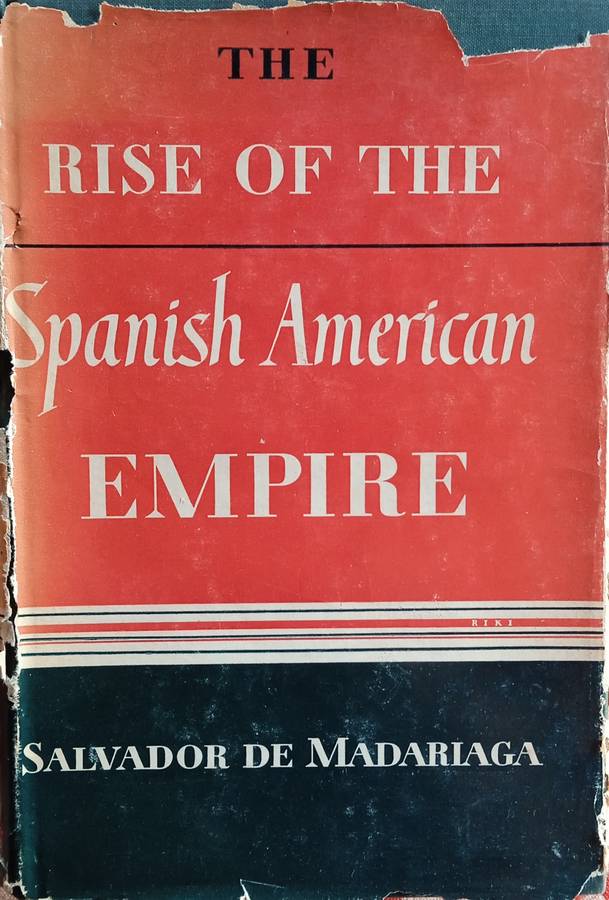 THE
RISE OF THE
Spanish American
EMPIRE
RIKI
SALVADOR DE MADARIAGA